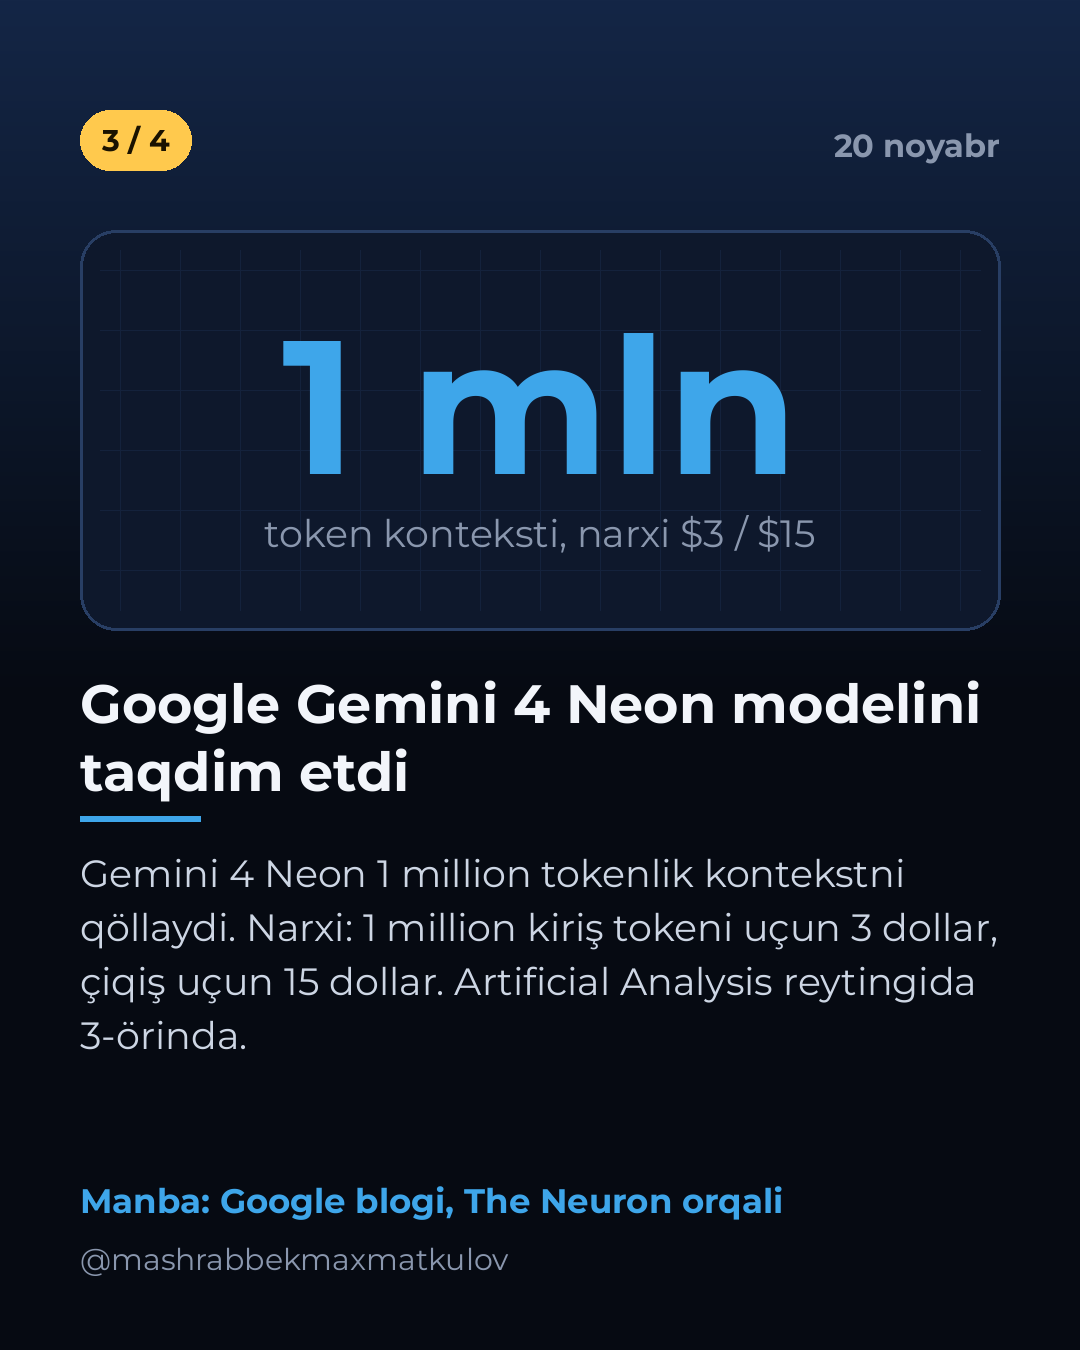 3 / 4
20 noyabr
1 mln
token konteksti, narxi $3 / $15
Google Gemini 4 Neon modelini
taqdim etdi
Gemini 4 Neon 1 million tokenlik kontekstni
qöllaydi. Narxi: 1 million kiriş tokeni uçun 3 dollar,
çiqiş uçun 15 dollar. Artificial Analysis reytingida
3-örinda.
Manba: Google blogi, The Neuron orqali
@mashrabbekmaxmatkulov